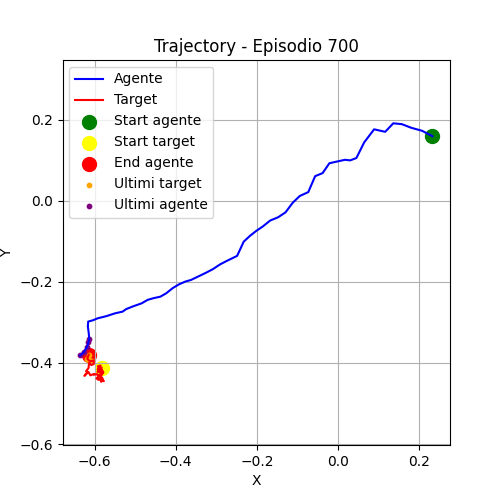 Trajectory - Episodio 700
Agente
Target
Start agente
Start target
End agente
Ultimi target
Ultimi agente
0.2
0.0
−0.2
−0.4
−0.6
Y
−0.6
−0.4
−0.2
0.0
0.2
X